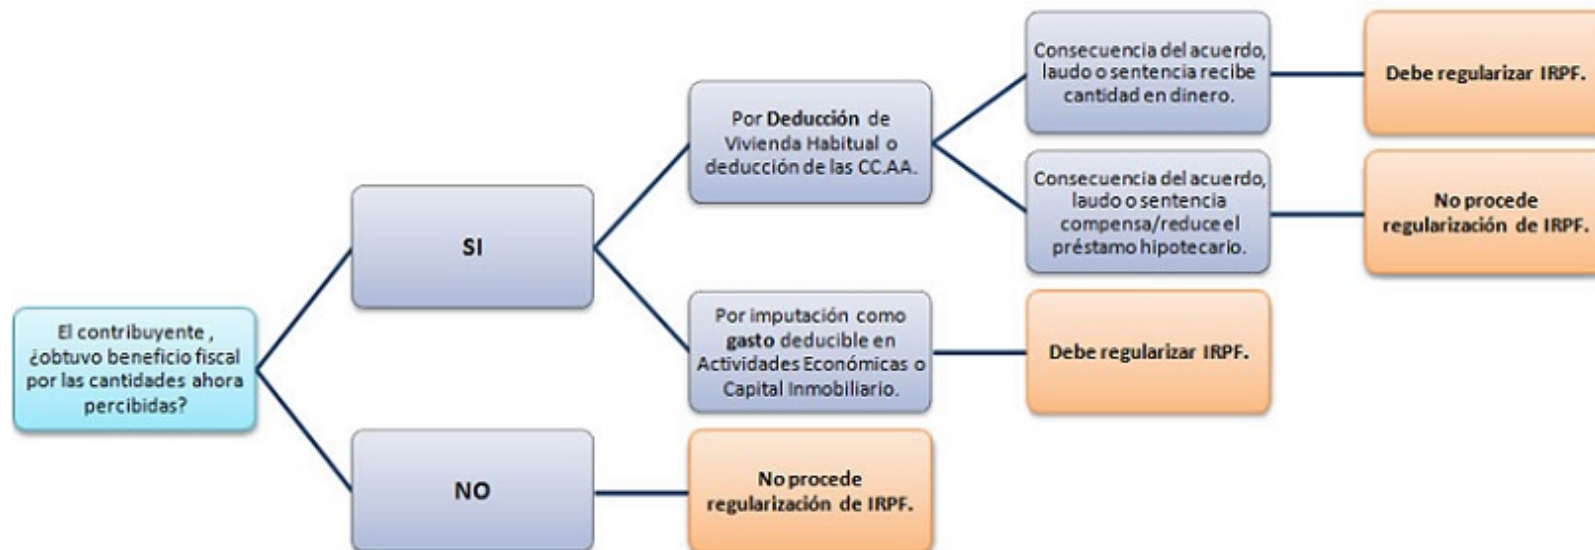 El contribuyente ,
¿obtuvo beneficio fiscal
por las cantidades ahora
percibidas?
SI
Por Deducción de
Vivienda Habitual o
deducción de las CC.AA.
Consecuencia del acuerdo,
laudo o sentencia recibe
cantidad en dinero.
Debe regularizar IRPF.
Consecuencia del acuerdo,
laudo o sentencia
compensa/reduce el
préstamo hipotecario.
No procede
regularización de IRPF.
Por imputación como
gasto deducible en
Actividades Económicas o
Capital Inmobiliario.
Debe regularizar IRPF.
NO
No procede
regularización de IRPF.